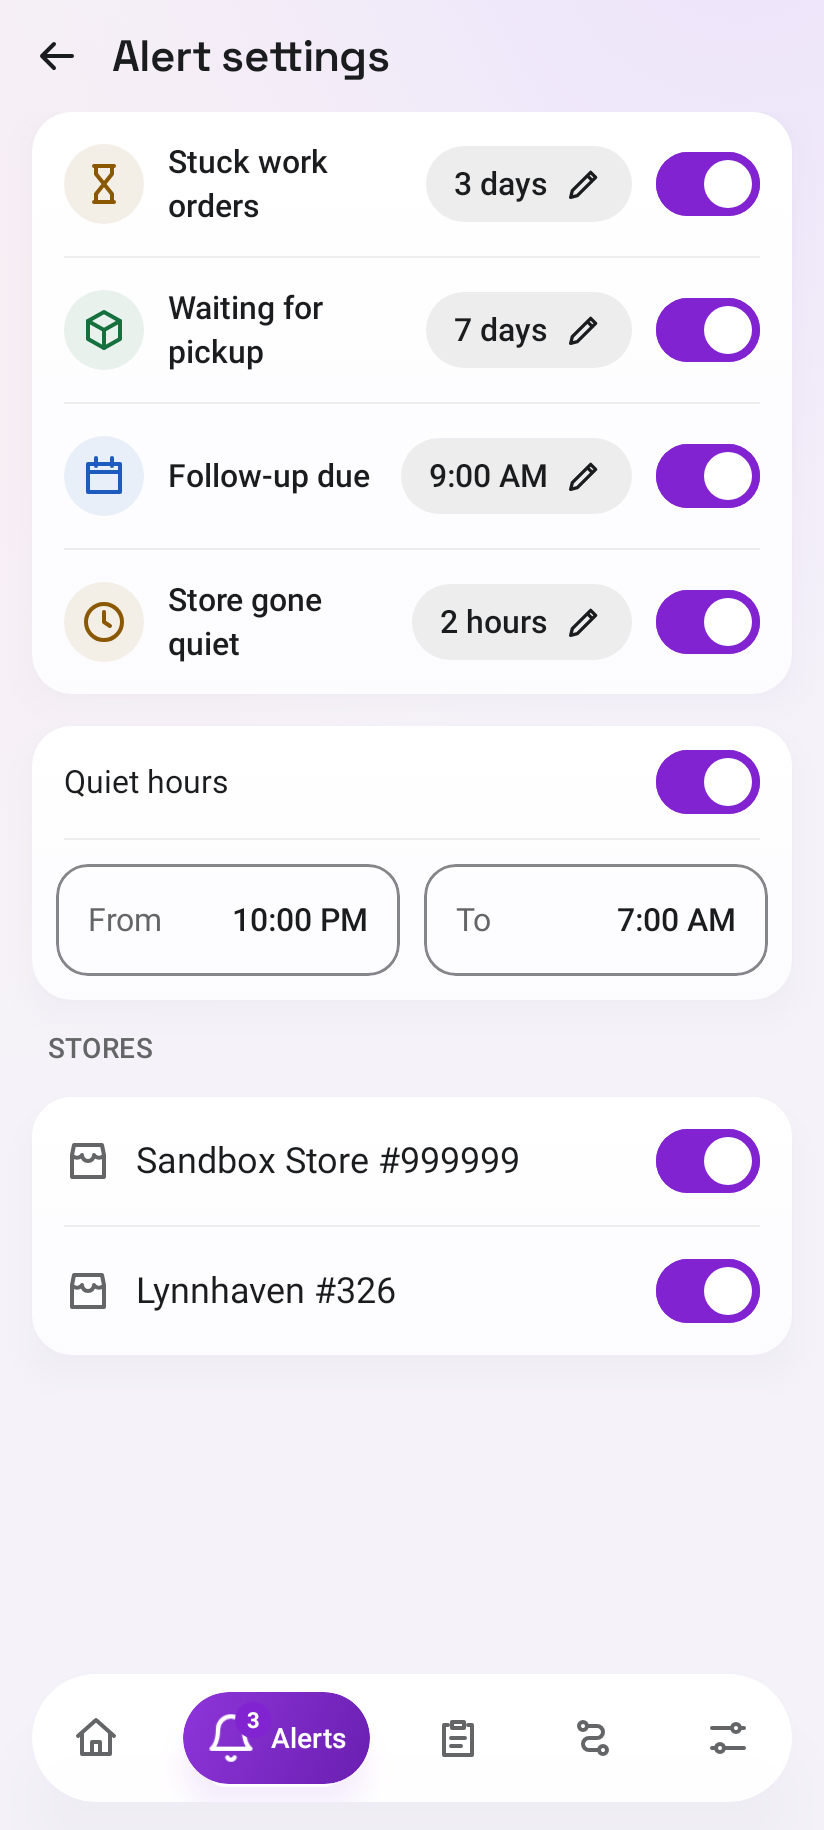 Alert settings
Stuck work
orders
3 days
Waiting for
pickup
7 days
Follow-up due
9:00 AM
Store gone
quiet
2 hours
Quiet hours
From 10:00 PM
To 7:00 AM
STORES
Sandbox Store #999999
Lynnhaven #326
3
Alerts